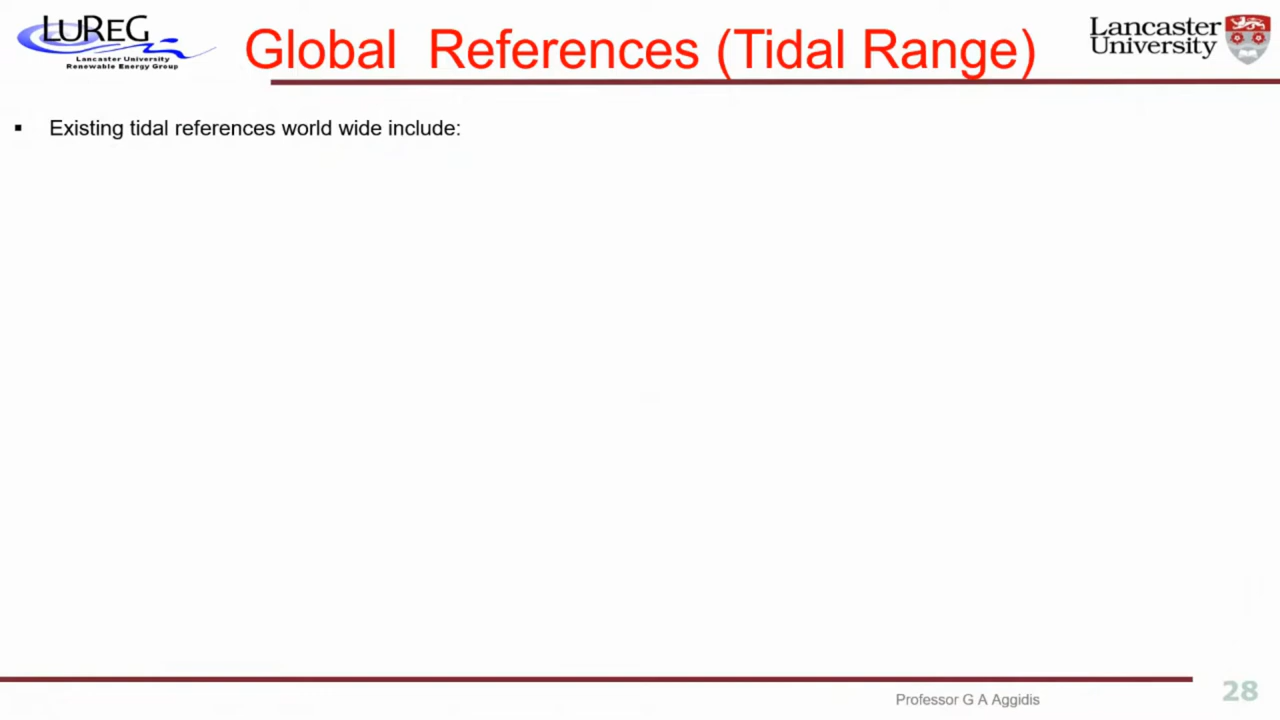 LUREG
Lancaster University
Renewable Energy Group
Global References (Tidal Range)
Lancaster
University
▪ Existing tidal references world wide include:
Professor G A Aggidis
28